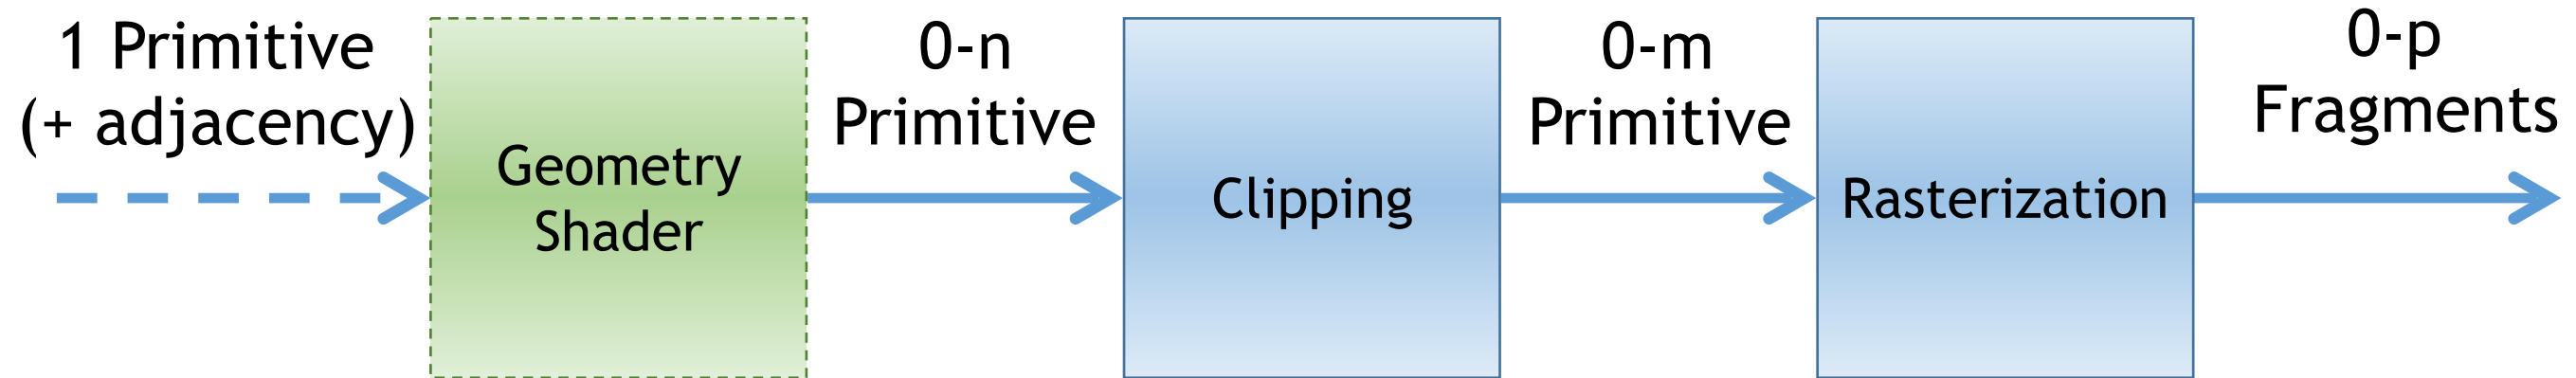 1 Primitive
(+ adjacency)
Geometry
Shader
0-n
Primitive
Clipping
0-m
Primitive
Rasterization
0-p
Fragments